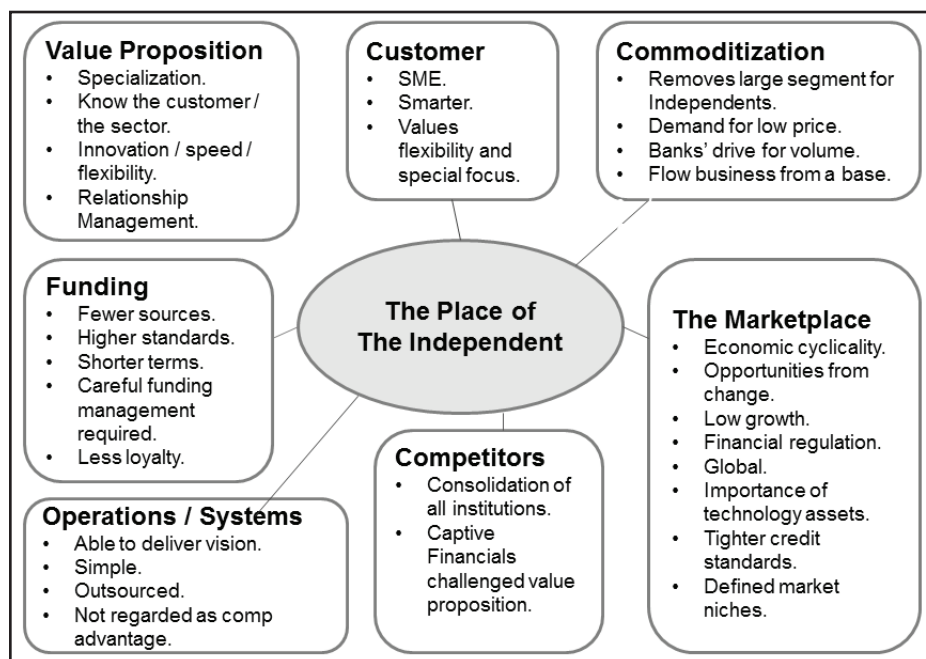 Value Proposition
• Specialization.
• Know the customer /
the sector.
• Innovation / speed /
flexibility.
• Relationship
Management.
Customer
• SME.
• Smarter.
• Values
flexibility and
special focus.
Commoditization
• Removes large segment for
Independents.
• Demand for low price.
• Banks' drive for volume.
• Flow business from a base.
Funding
• Fewer sources.
• Higher standards.
• Shorter terms.
• Careful funding
management
required.
• Less loyalty.
The Place of
The Independent
The Marketplace
• Economic cyclicality.
• Opportunities from
change.
• Low growth.
• Financial regulation.
• Global.
• Importance of
technology assets.
• Tighter credit
standards.
• Defined market
niches.
Operations / Systems
• Able to deliver vision.
• Simple.
• Outsourced.
• Not regarded as comp
advantage.
Competitors
• Consolidation of
all institutions.
• Captive
Financials
challenged value
proposition.